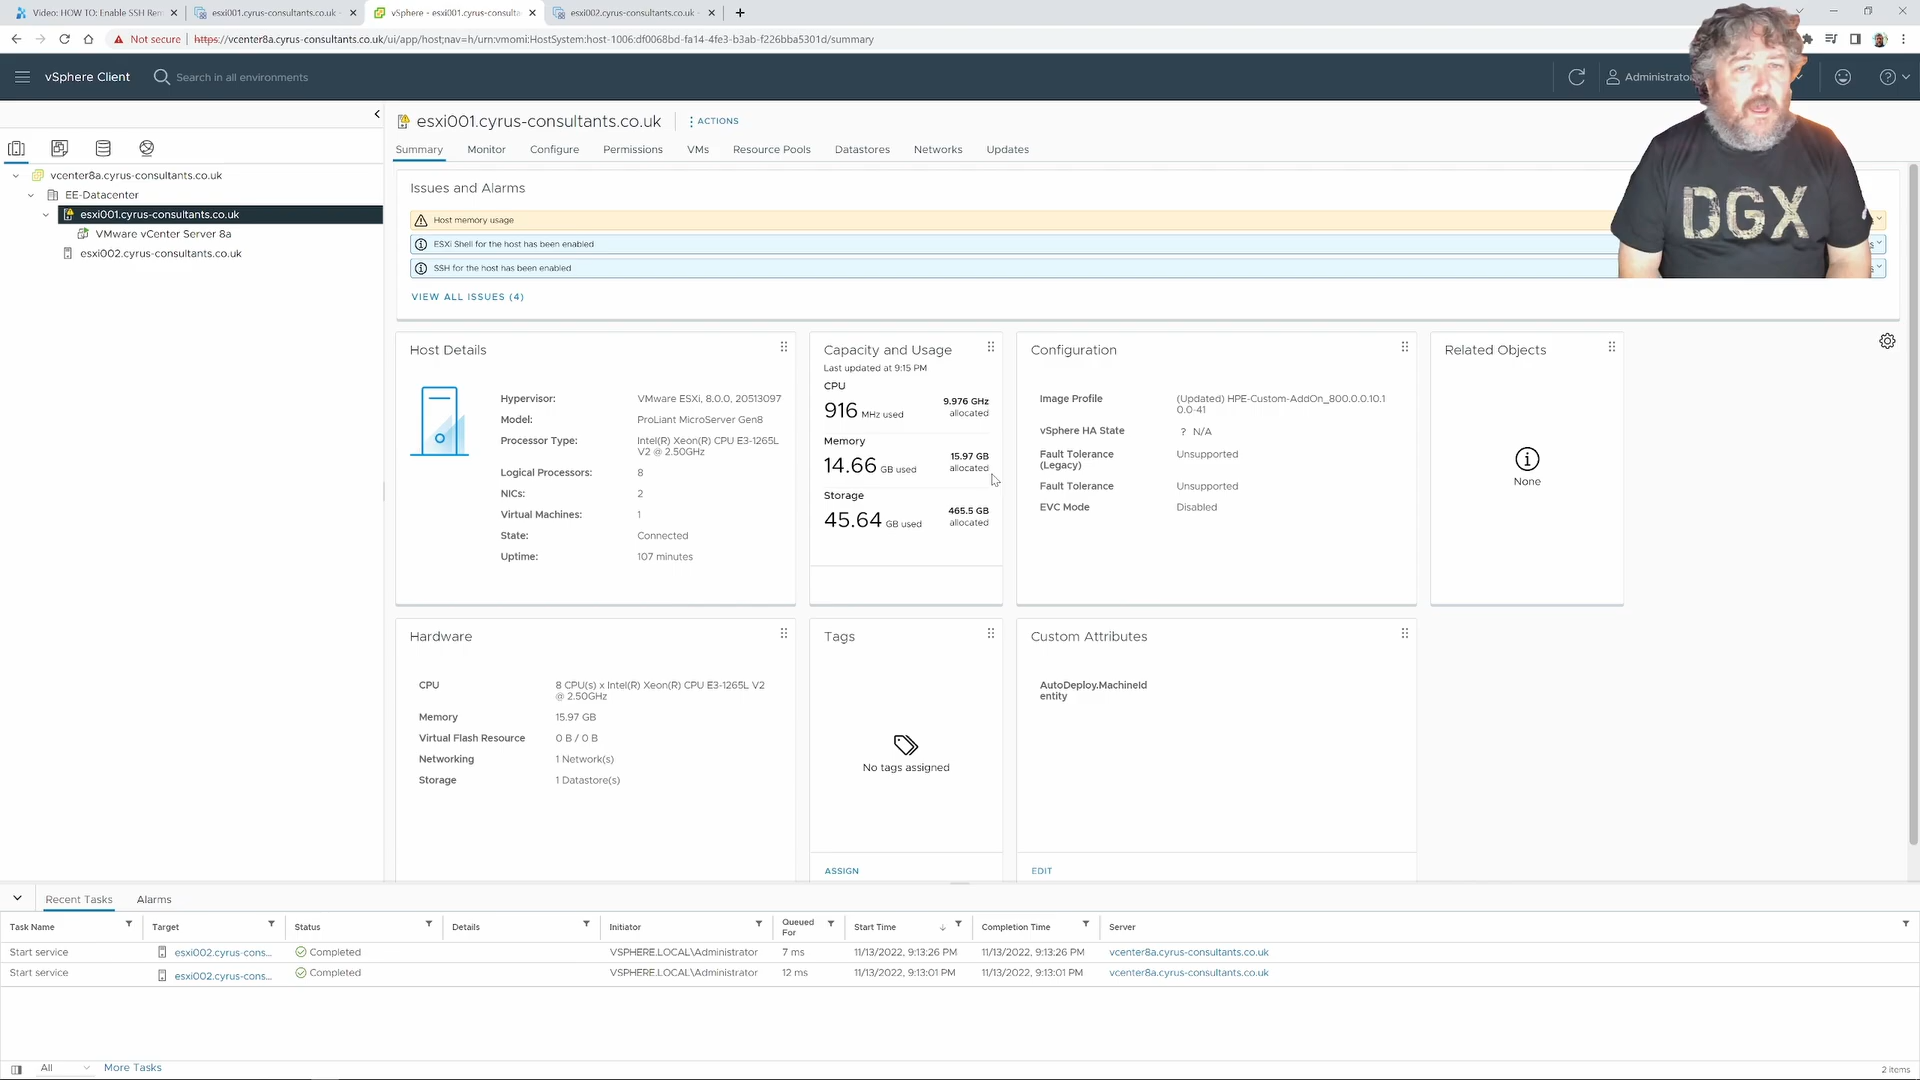 Video: HOW TO: Enable SSH Rem
esxi001.cyrus-consultants.co.uk
vSphere - esxi001.cyrus-consulta
esxi002.cyrus-consultants.co.uk
Not secure
https://vcenter8a.cyrus-consultants.co.uk/ui/app/host;nav=h/urn:vmomi:HostSystem:host-1006:df0068bd-fa14-4fe3-b3ab-f226bba5301d/summary
vSphere Client
Search in all environments
Administrato
DGX
vcenter8a.cyrus-consultants.co.uk
EE-Datacenter
esxi001.cyrus-consultants.co.uk
VMware vCenter Server 8a
esxi002.cyrus-consultants.co.uk
esxi001.cyrus-consultants.co.uk
ACTIONS
Summary
Monitor
Configure
Permissions
VMs
Resource Pools
Datastores
Networks
Updates
Issues and Alarms
Host memory usage
ESXi Shell for the host has been enabled
SSH for the host has been enabled
VIEW ALL ISSUES (4)
Host Details
Hypervisor: VMware ESXi, 8.0.0, 20513097
Model: ProLiant MicroServer Gen8
Processor Type: Intel(R) Xeon(R) CPU E3-1265L
V2 @ 2.50GHz
Logical Processors: 8
NICs: 2
Virtual Machines: 1
State: Connected
Uptime: 107 minutes
Capacity and Usage
Last updated at 9:15 PM
CPU
916 MHz used
9.976 GHz
allocated
Memory
14.66 GB used
15.97 GB
allocated
Storage
45.64 GB used
465.5 GB
allocated
Configuration
Image Profile (Updated) HPE-Custom-AddOn_800.0.0.10.1
0.0-41
vSphere HA State ? N/A
Fault Tolerance Unsupported
(Legacy)
Fault Tolerance Unsupported
EVC Mode Disabled
Related Objects
None
Hardware
CPU 8 CPU(s) x Intel(R) Xeon(R) CPU E3-1265L V2
@ 2.50GHz
Memory 15.97 GB
Virtual Flash Resource 0 B / 0 B
Networking 1 Network(s)
Storage 1 Datastore(s)
Tags
No tags assigned
ASSIGN
Custom Attributes
AutoDeploy.MachineId
entity
EDIT
Recent Tasks
Alarms
Task Name Target Status Details Initiator Queued For Start Time Completion Time Server
Start service esxi002.cyrus-cons... Completed VSPHERE.LOCAL\Administrator 7 ms 11/13/2022, 9:13:26 PM 11/13/2022, 9:13:26 PM vcenter8a.cyrus-consultants.co.uk
Start service esxi002.cyrus-cons... Completed VSPHERE.LOCAL\Administrator 12 ms 11/13/2022, 9:13:01 PM 11/13/2022, 9:13:01 PM vcenter8a.cyrus-consultants.co.uk
All
More Tasks
2 items